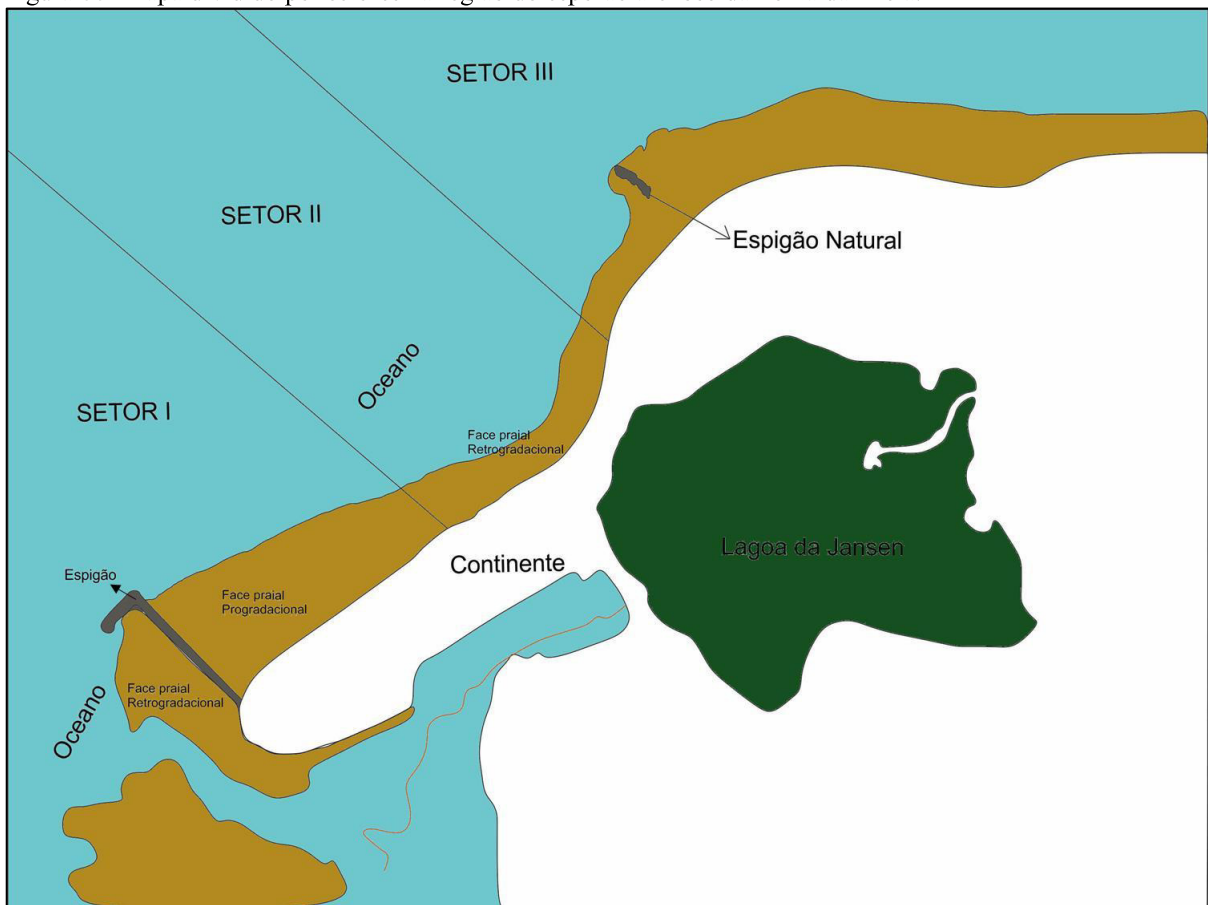 SETOR III
SETOR II
Espigão Natural
Oceano
SETOR I
Face praial
Retrogradacional
Lagoa da Jansen
Continente
Espigão
Face praial
Progradacional
Face praial
Retrogradacional
Oceano